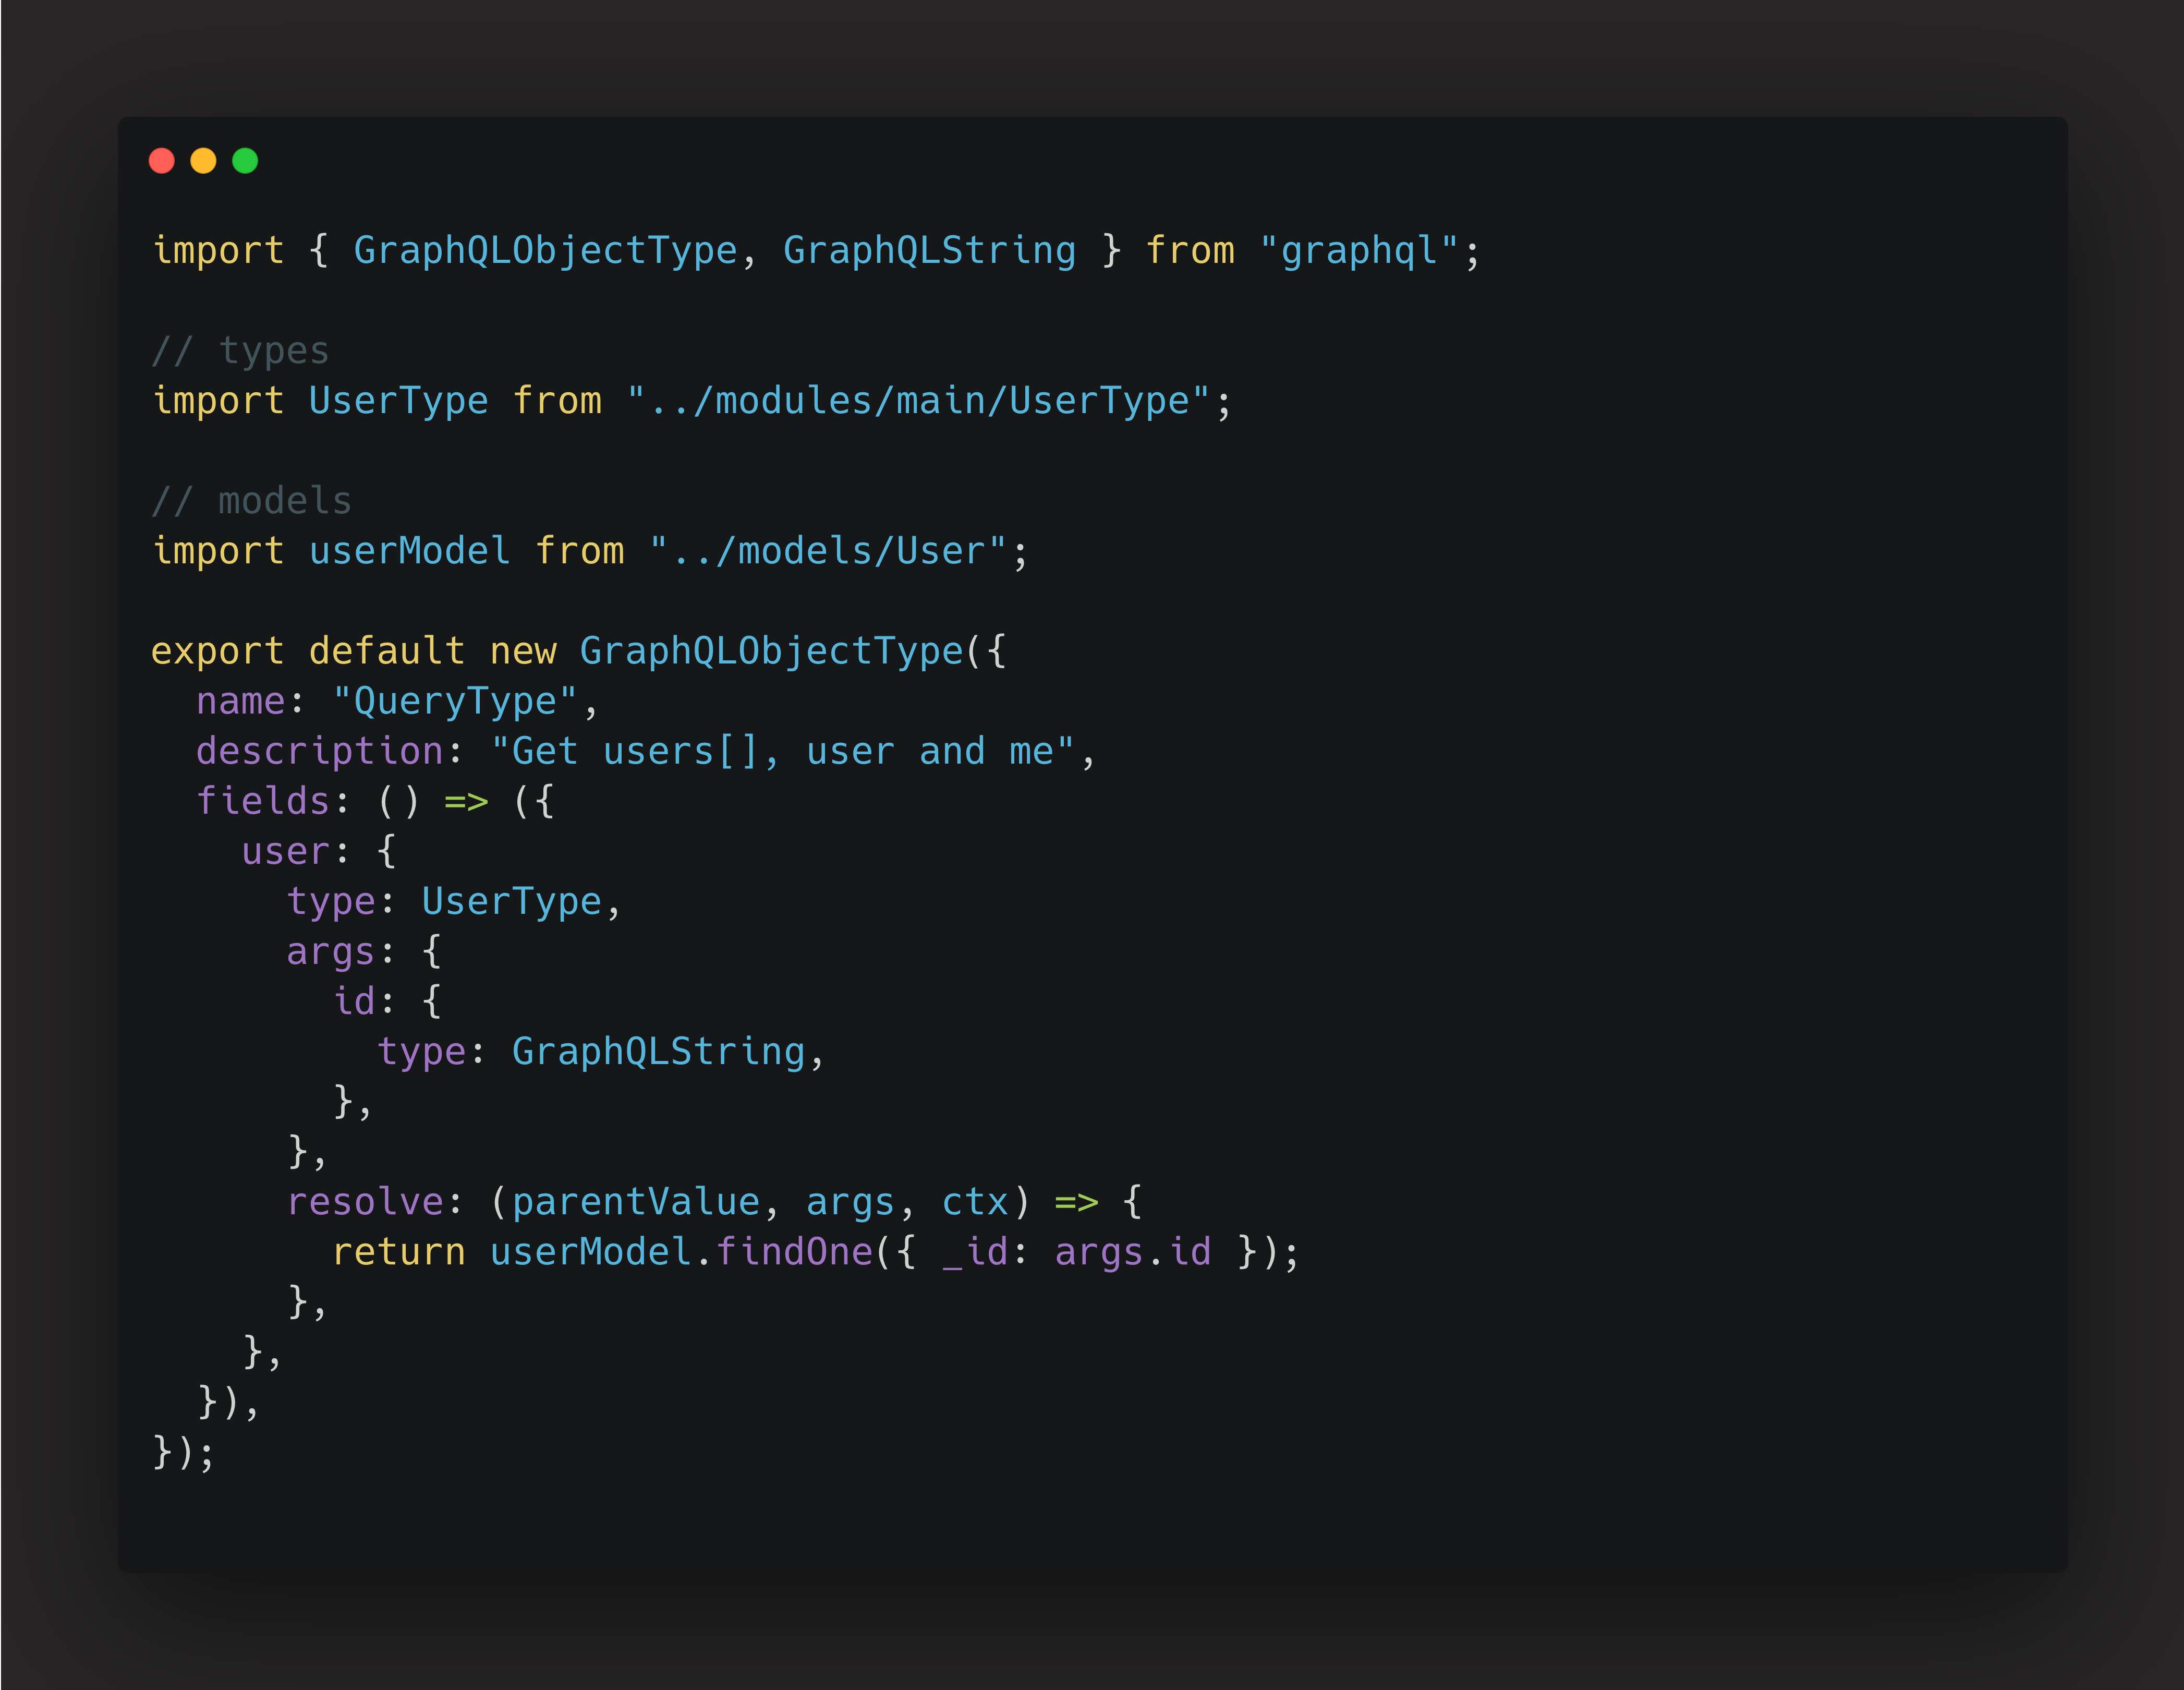 import { GraphQLObjectType, GraphQLString } from "graphql";

// types
import UserType from "../modules/main/UserType";

// models
import userModel from "../models/User";

export default new GraphQLObjectType({
  name: "QueryType",
  description: "Get users[], user and me",
  fields: () => ({
    user: {
      type: UserType,
      args: {
        id: {
          type: GraphQLString,
        },
      },
      resolve: (parentValue, args, ctx) => {
        return userModel.findOne({ _id: args.id });
      },
    },
  }),
});